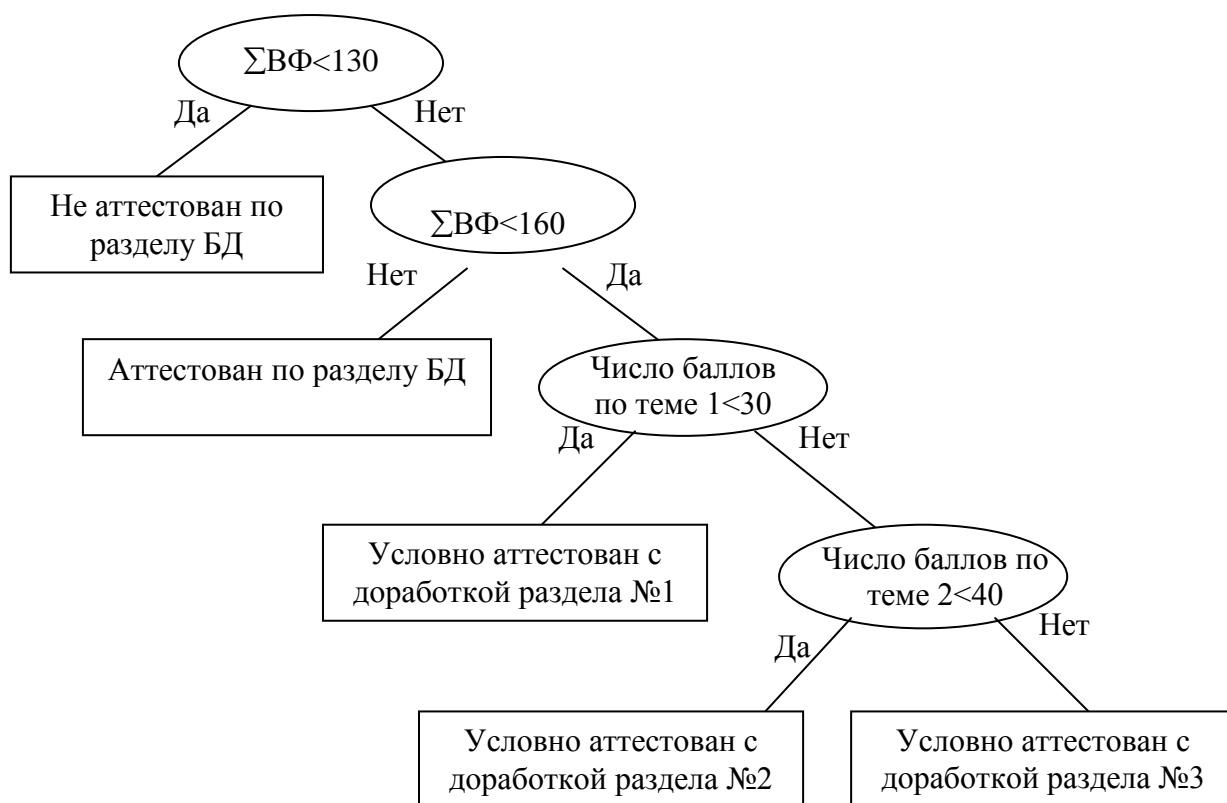 ∑ВФ<130
Да
Нет
Не аттестован по
разделу БД
∑ВФ<160
Нет
Да
Аттестован по разделу БД
Число баллов
по теме 1<30
Да
Нет
Условно аттестован с
доработкой раздела №1
Число баллов по
теме 2<40
Да
Нет
Условно аттестован с
доработкой раздела №2
Условно аттестован с
доработкой раздела №3